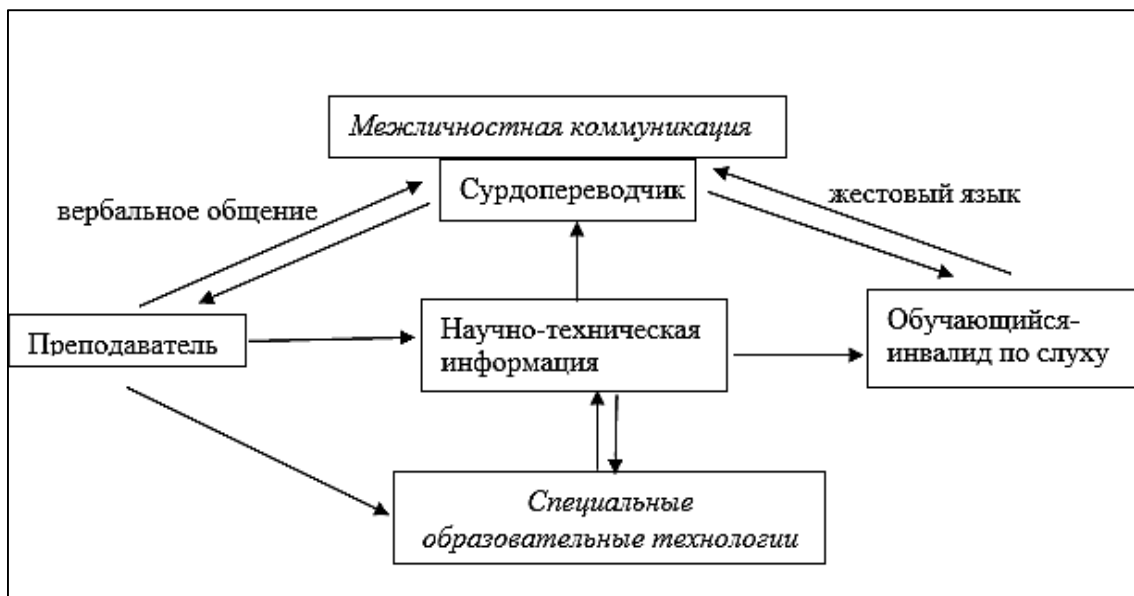 Межличностная коммуникация
Сурдопереводчик
вербальное общение
жестовый язык
Преподаватель
Научно-техническая
информация
Обучающийся-
инвалид по слуху
Специальные
образовательные технологии